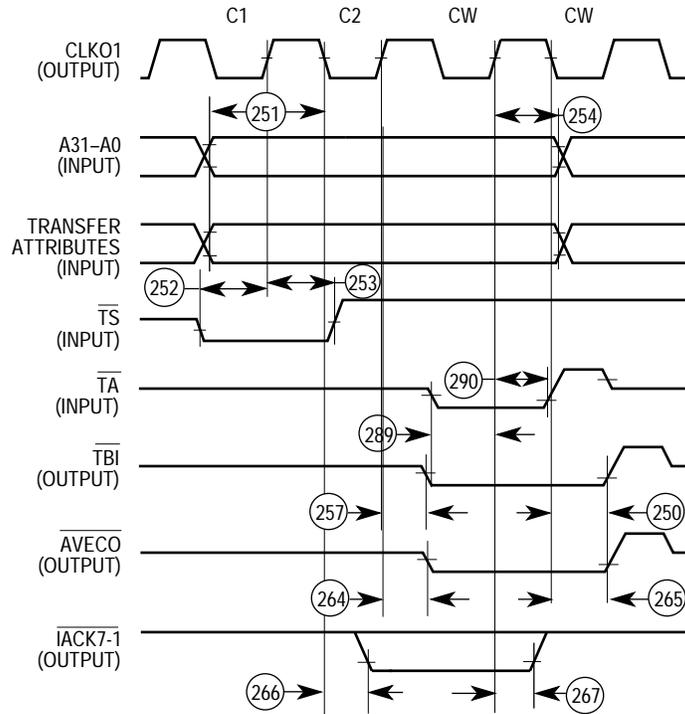 C1 C2 CW CW
CLKO1
(OUTPUT)
251
254
A31–A0
(INPUT)
TRANSFER
ATTRIBUTES
(INPUT)
252
253
TS
(INPUT)
290
TA
(INPUT)
289
TBI
(OUTPUT)
257
250
AVECO
(OUTPUT)
264
265
IACK7-1
(OUTPUT)
266
267